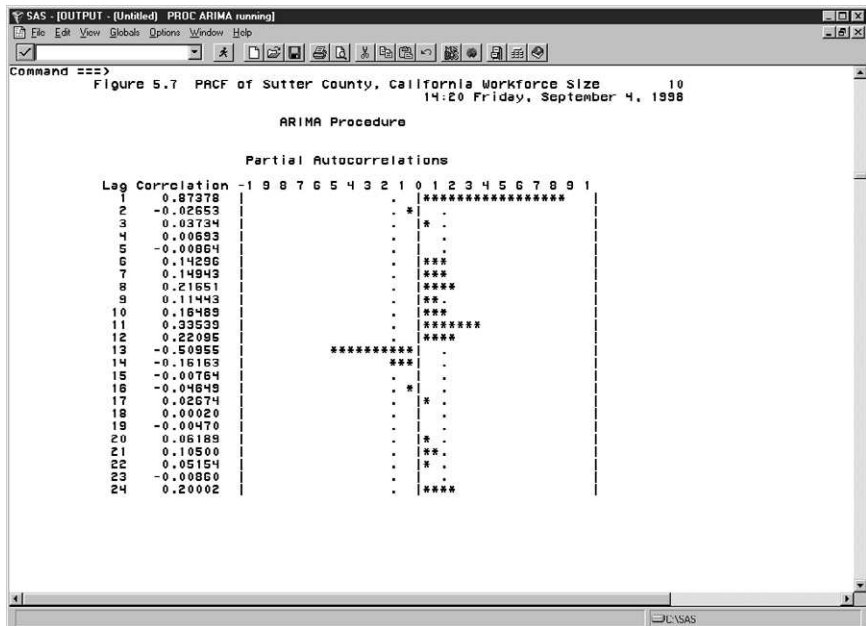 SAS - [OUTPUT - (Untitled) PROC ARIMA running]
File Edit View Globals Options Window Help
Command ===>
Figure 5.7 PACF of Sutter County, California Workforce Size 10
14:20 Friday, September 4, 1998
ARIMA Procedure
Partial Autocorrelations
Lag Correlation -1 9 8 7 6 5 4 3 2 1 0 1 2 3 4 5 6 7 8 9 1
1 0.87378 | . |***************** |
2 -0.02653 | . *| . |
3 0.03734 | . |* . |
4 0.00693 | . | . |
5 -0.00864 | . | . |
6 0.14296 | . |*** |
7 0.14943 | . |*** |
8 0.21651 | . |**** |
9 0.11443 | . |**. |
10 0.16489 | . |*** |
11 0.33539 | . |******* |
12 0.22095 | . |**** |
13 -0.50955 | **********| . |
14 -0.16163 | ***| . |
15 -0.00764 | . | . |
16 -0.04649 | . *| . |
17 0.02674 | . |* . |
18 0.00020 | . | . |
19 -0.00470 | . | . |
20 0.06189 | . |* . |
21 0.10500 | . |**. |
22 0.05154 | . |* . |
23 -0.00860 | . | . |
24 0.20002 | . |**** |
C:\SAS